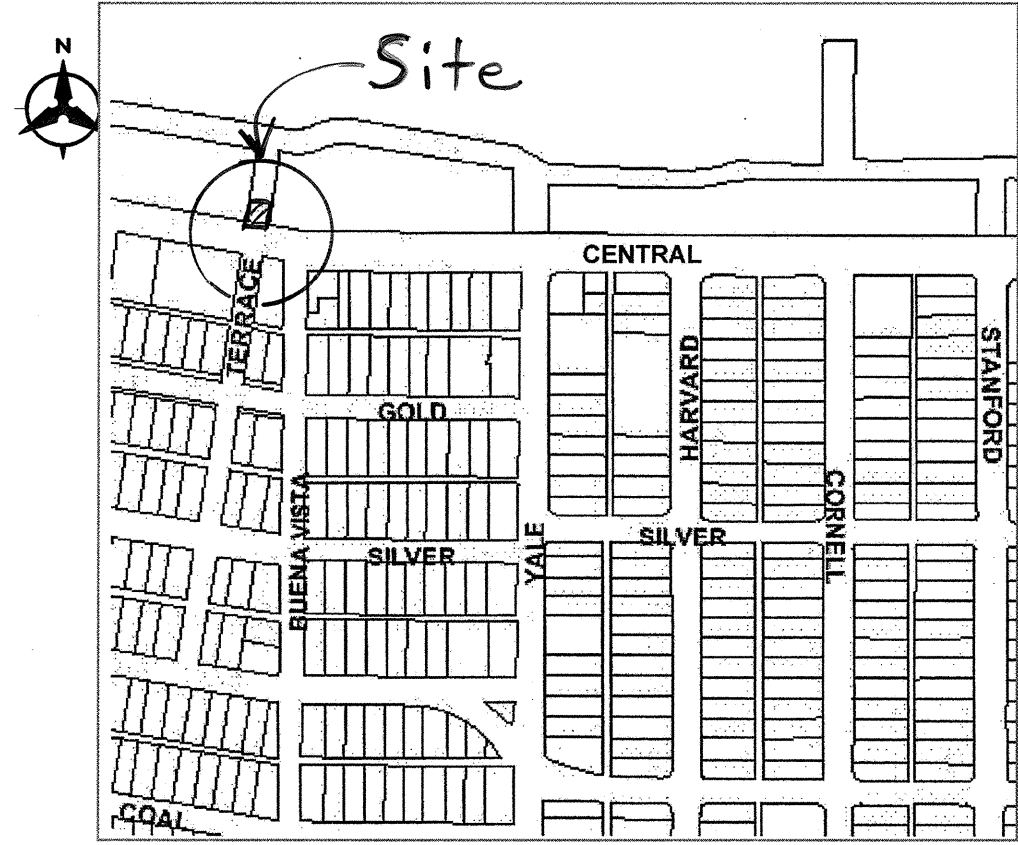 N
Site
CENTRAL
TERRACE
HARVARD
STANFORD
GOLD
BUENA VISTA
CORNELL
YALE
SILVER
SILVER
COAL